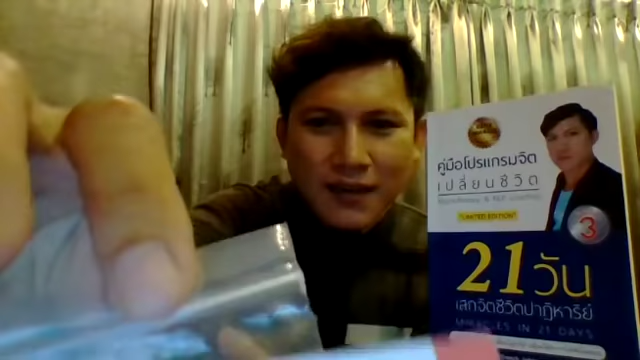 คู่มือโปรแกรมจิต
เปลี่ยนชีวิต
"LIMITED EDITION"
3
21 วัน
เสกจิตชีวิตปาฏิหาริย์
MIRACLES IN 21 DAYS